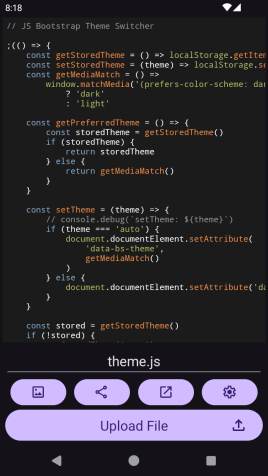 8:18
// JS Bootstrap Theme Switcher
;(() => {
const getStoredTheme = () => localStorage.getItem
const setStoredTheme = (theme) => localStorage.se
const getMediaMatch = () =>
window.matchMedia('(prefers-color-scheme: dar
? 'dark'
: 'light'
const getPreferredTheme = () => {
const storedTheme = getStoredTheme()
if (storedTheme) {
return storedTheme
} else {
return getMediaMatch()
}
}
const setTheme = (theme) => {
// console.debug(`setTheme: ${theme}`)
if (theme === 'auto') {
document.documentElement.setAttribute(
'data-bs-theme',
getMediaMatch()
)
} else {
document.documentElement.setAttribute('da
}
}
const stored = getStoredTheme()
if (!stored) {
theme.js
Upload File